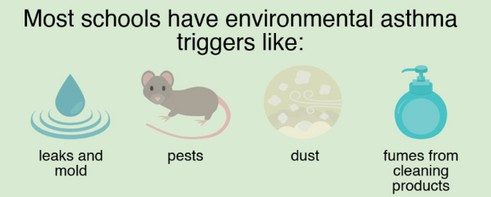 Most schools have environmental asthma
triggers like:
leaks and
mold
pests
dust
fumes from
cleaning
products